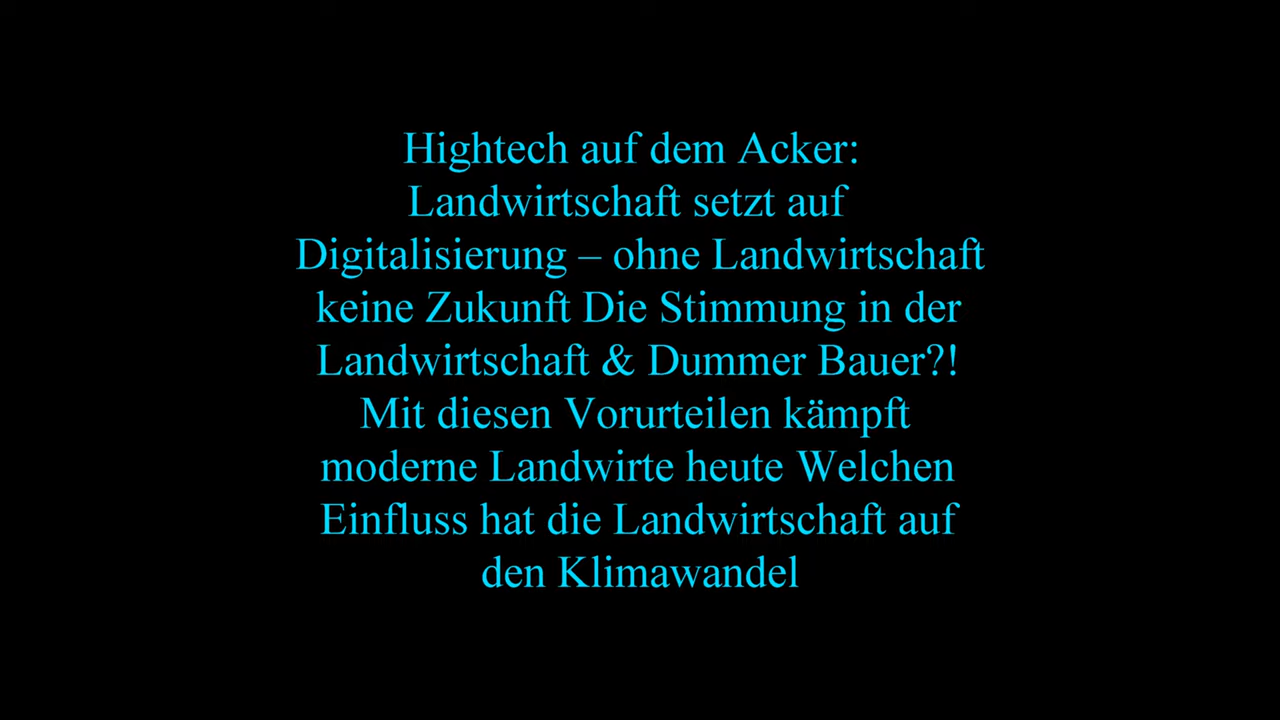 Hightech auf dem Acker:
Landwirtschaft setzt auf
Digitalisierung – ohne Landwirtschaft
keine Zukunft Die Stimmung in der
Landwirtschaft & Dummer Bauer?!
Mit diesen Vorurteilen kämpft
moderne Landwirte heute Welchen
Einfluss hat die Landwirtschaft auf
den Klimawandel